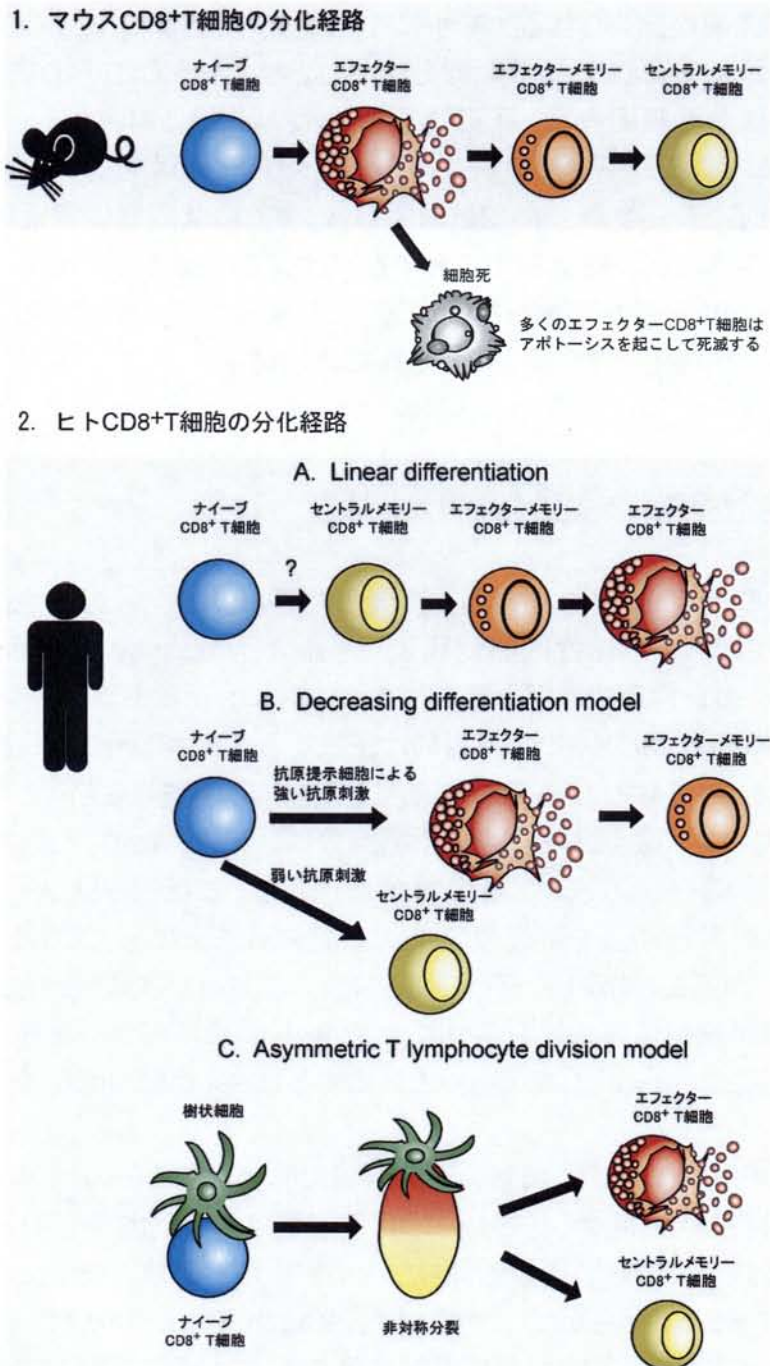 1. マウスCD8+T細胞の分化経路
ナイーブ
CD8+ T細胞
エフェクター
CD8+ T細胞
エフェクターメモリー
CD8+ T細胞
セントラルメモリー
CD8+ T細胞
細胞死
多くのエフェクターCD8+T細胞は
アポトーシスを起こして死滅する
2. ヒトCD8+T細胞の分化経路
A. Linear differentiation
ナイーブ
CD8+ T細胞
セントラルメモリー
CD8+ T細胞
エフェクターメモリー
CD8+ T細胞
エフェクター
CD8+ T細胞
?
B. Decreasing differentiation model
ナイーブ
CD8+ T細胞
抗原提示細胞による
強い抗原刺激
エフェクター
CD8+ T細胞
エフェクターメモリー
CD8+ T細胞
弱い抗原刺激
セントラルメモリー
CD8+ T細胞
C. Asymmetric T lymphocyte division model
樹状細胞
エフェクター
CD8+ T細胞
ナイーブ
CD8+ T細胞
非対称分裂
セントラルメモリー
CD8+ T細胞